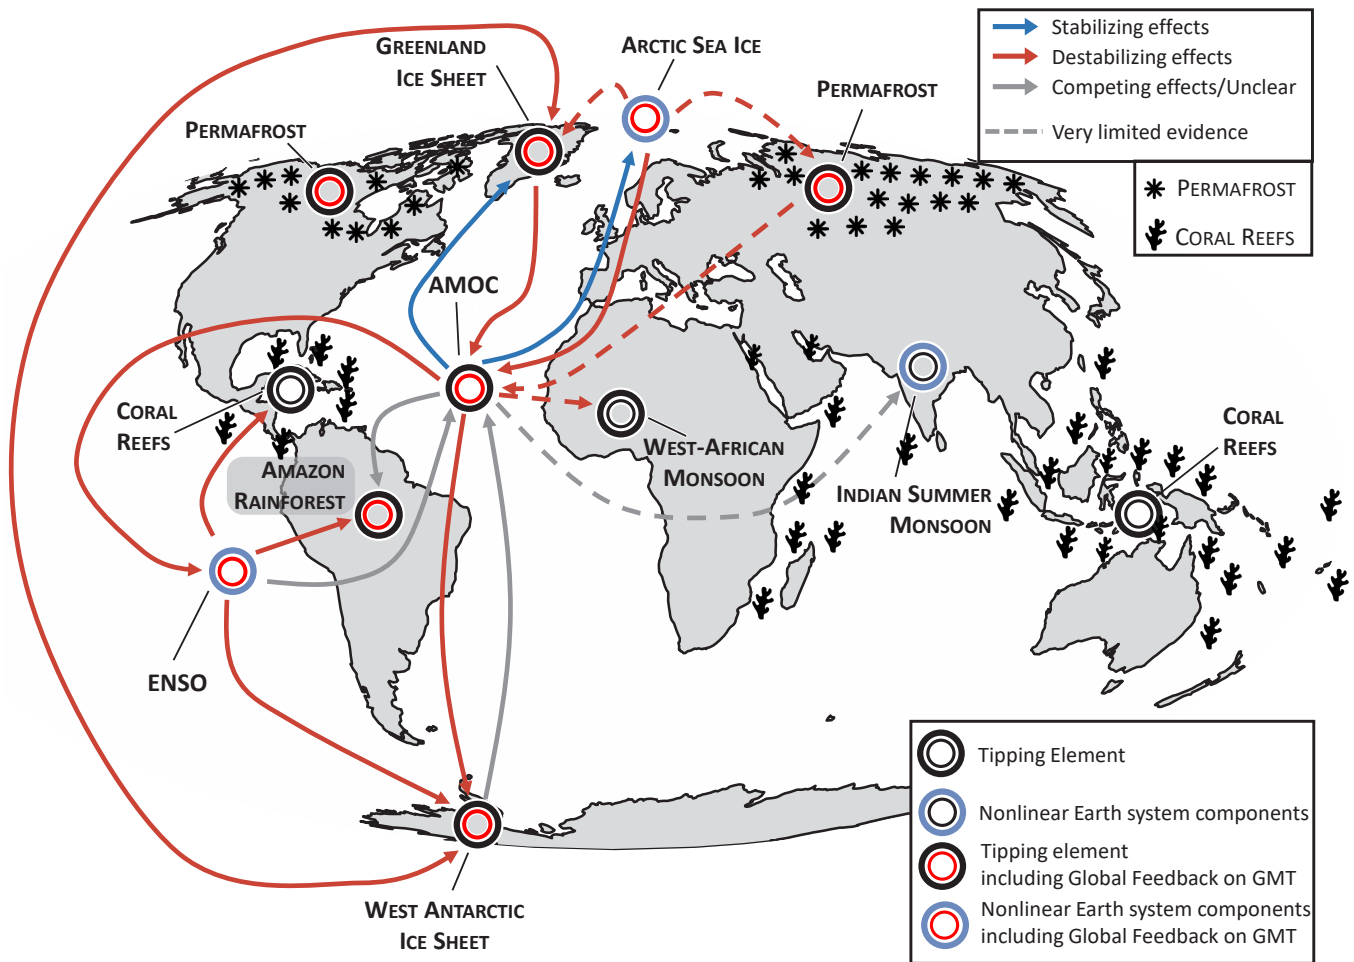 Stabilizing effects
Destabilizing effects
Competing effects/Unclear
Very limited evidence
PERMAFROST
CORAL REEFS
GREENLAND
ICE SHEET
ARCTIC SEA ICE
PERMAFROST
PERMAFROST
AMOC
CORAL
REEFS
AMAZON
RAINFOREST
WEST-AFRICAN
MONSOON
INDIAN SUMMER
MONSOON
CORAL
REEFS
ENSO
WEST ANTARCTIC
ICE SHEET
Tipping Element
Nonlinear Earth system components
Tipping element
including Global Feedback on GMT
Nonlinear Earth system components
including Global Feedback on GMT